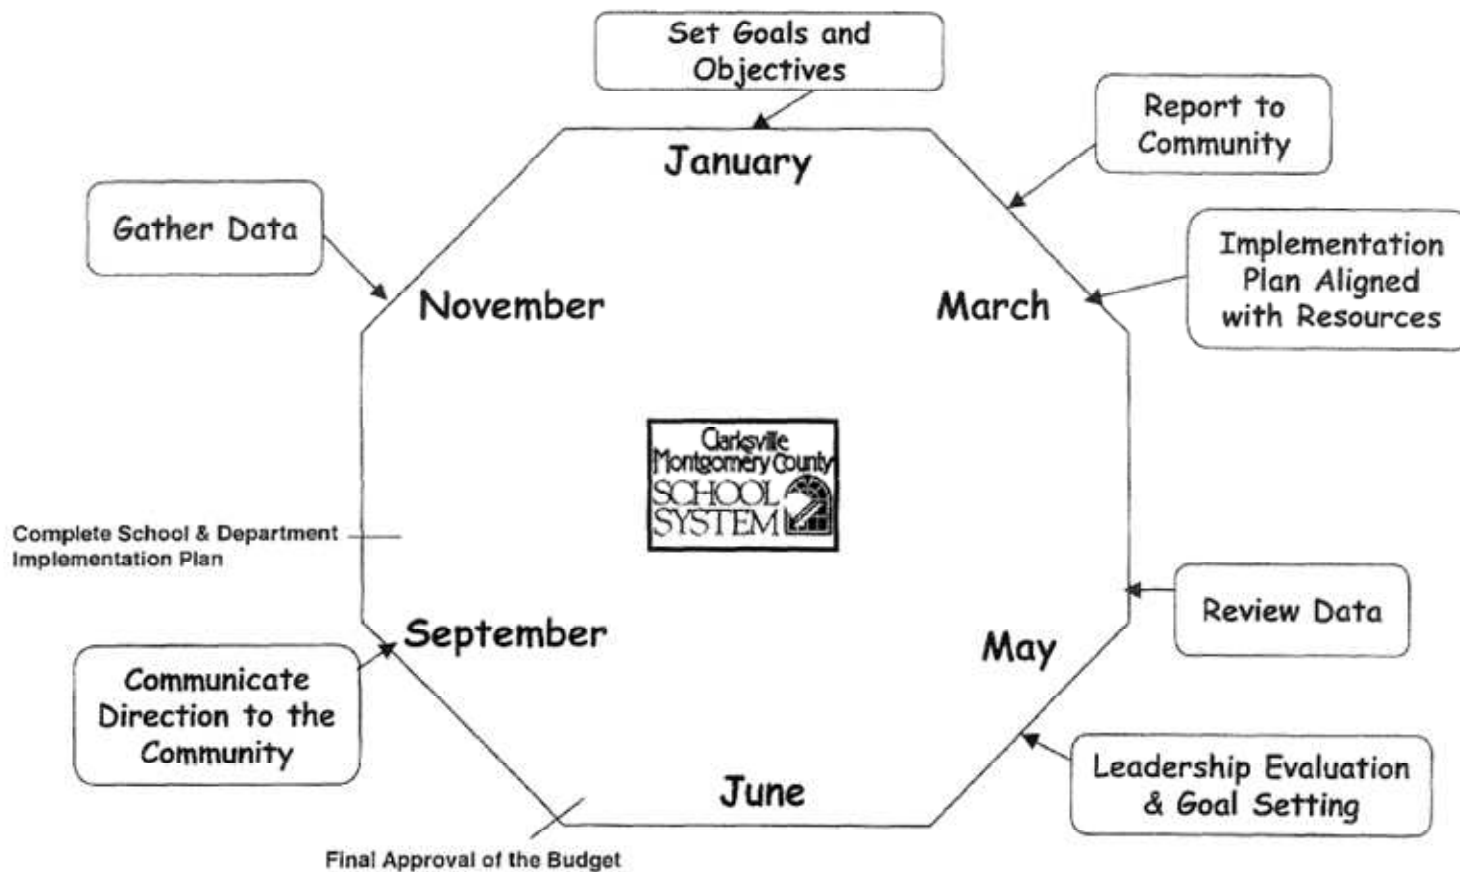 Set Goals and
Objectives
Report to
Community
January
Gather Data
Implementation
Plan Aligned
with Resources
November
March
Clarksville
Montgomery County
SCHOOL
SYSTEM
Complete School & Department
Implementation Plan
Review Data
September
May
Communicate
Direction to the
Community
Leadership Evaluation
& Goal Setting
June
Final Approval of the Budget